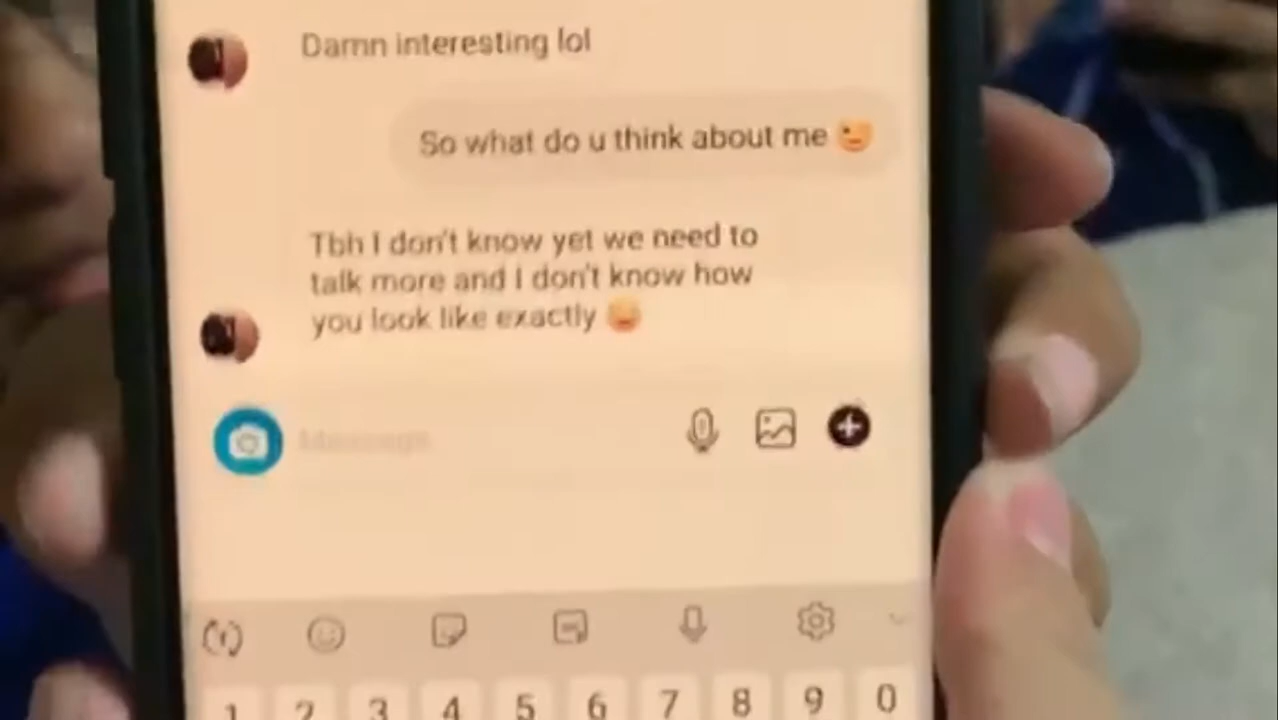 Damn interesting lol
So what do u think about me 😉
Tbh I don't know yet we need to
talk more and I don't know how
you look like exactly 😅
Message
1 2 3 4 5 6 7 8 9 0